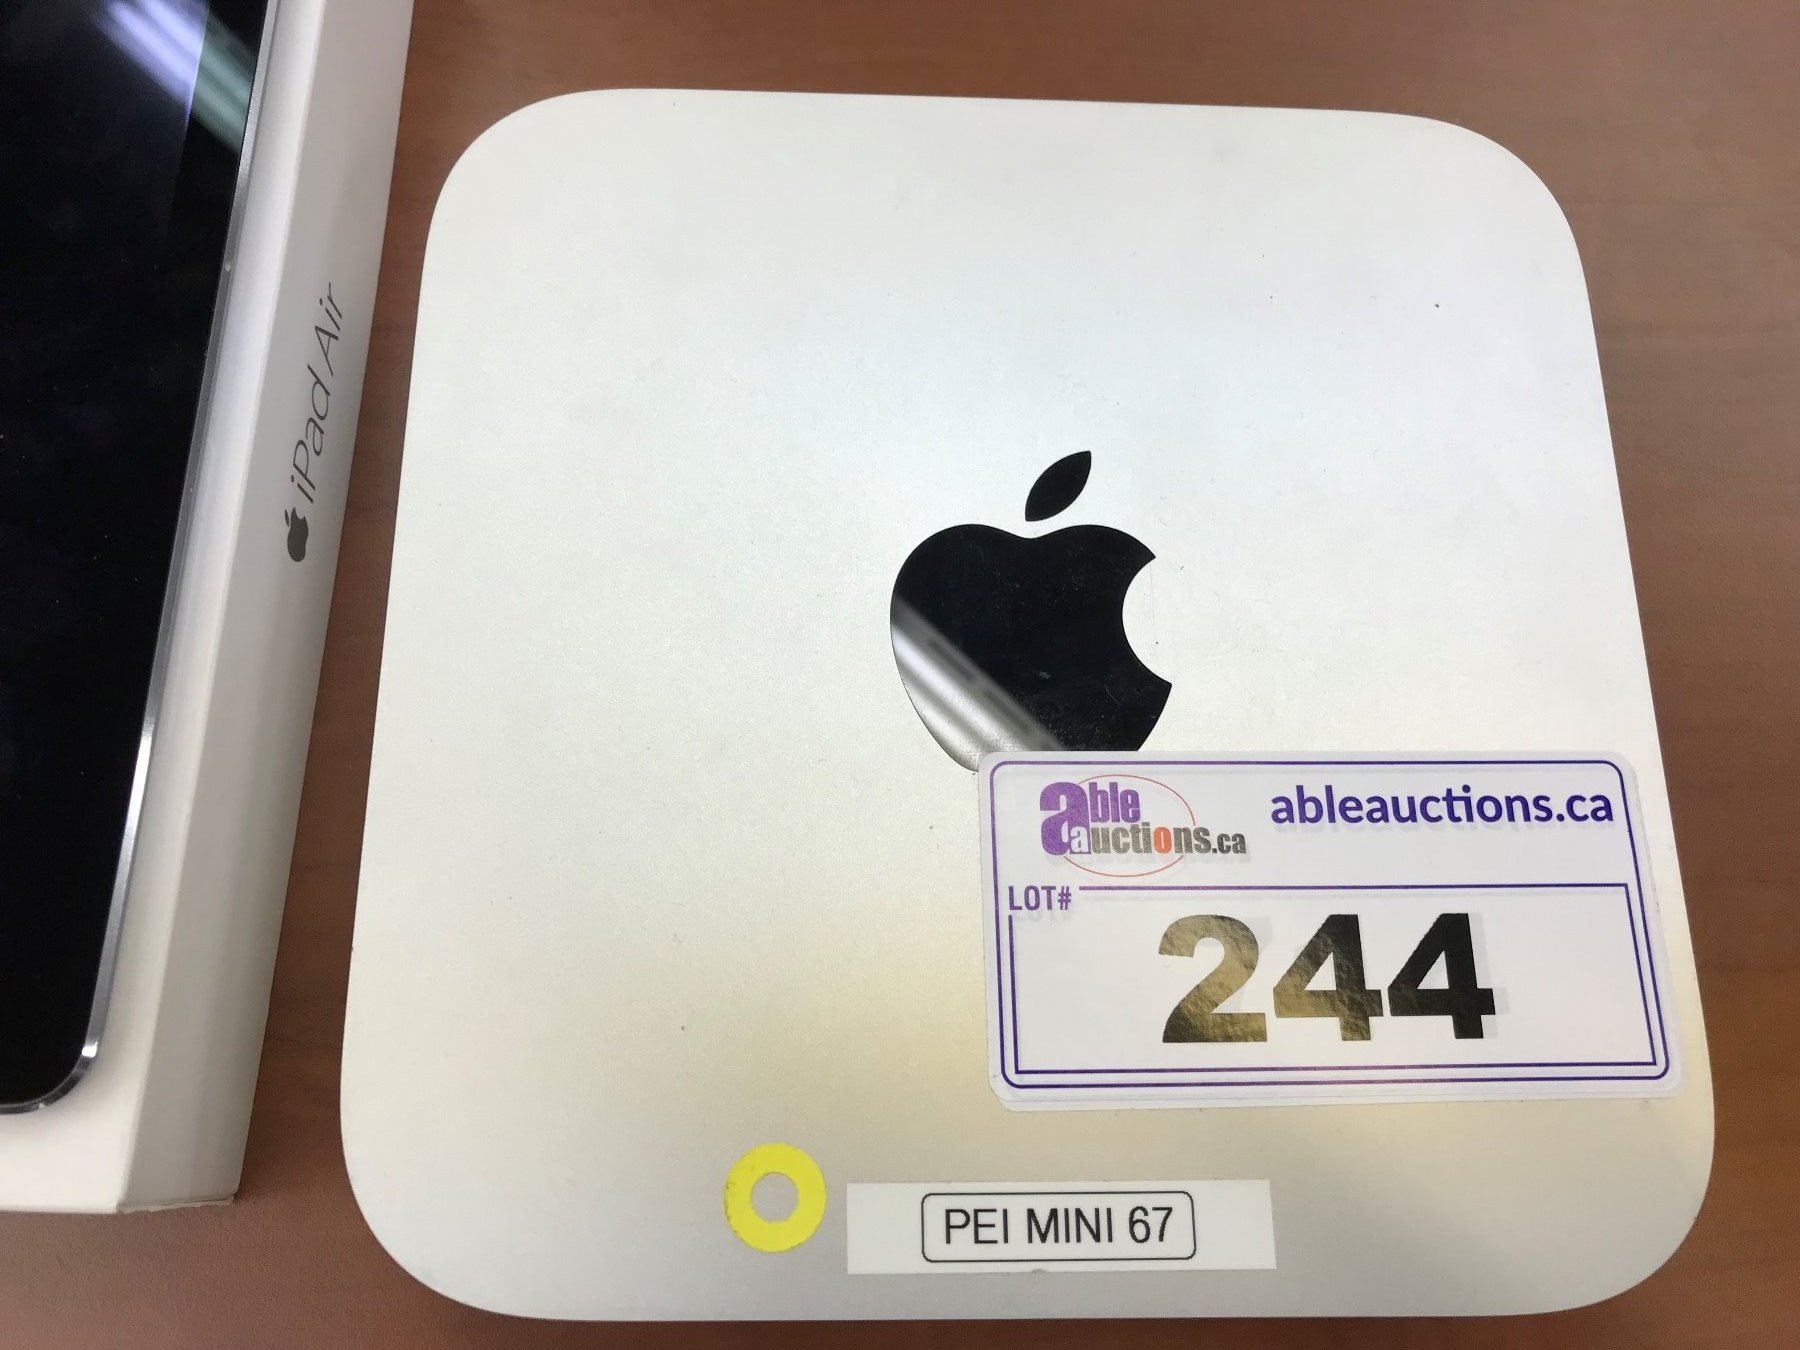 iPad Air
able
auctions.ca
ableauctions.ca
LOT#
244
PEI MINI 67